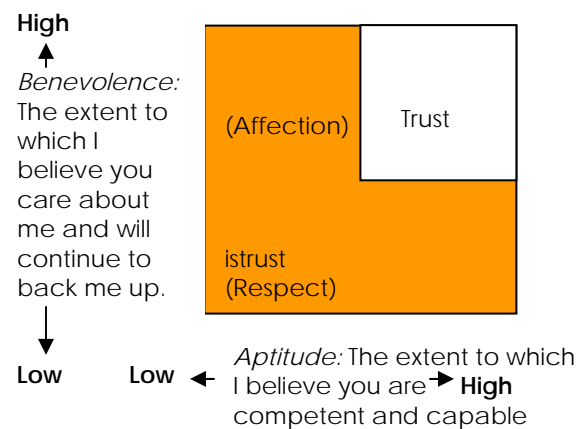 High
Benevolence:
The extent to
which I
believe you
care about
me and will
continue to
back me up.
Low
(Affection)
Trust
istrust
(Respect)
Low
Aptitude: The extent to which
I believe you are High
competent and capable